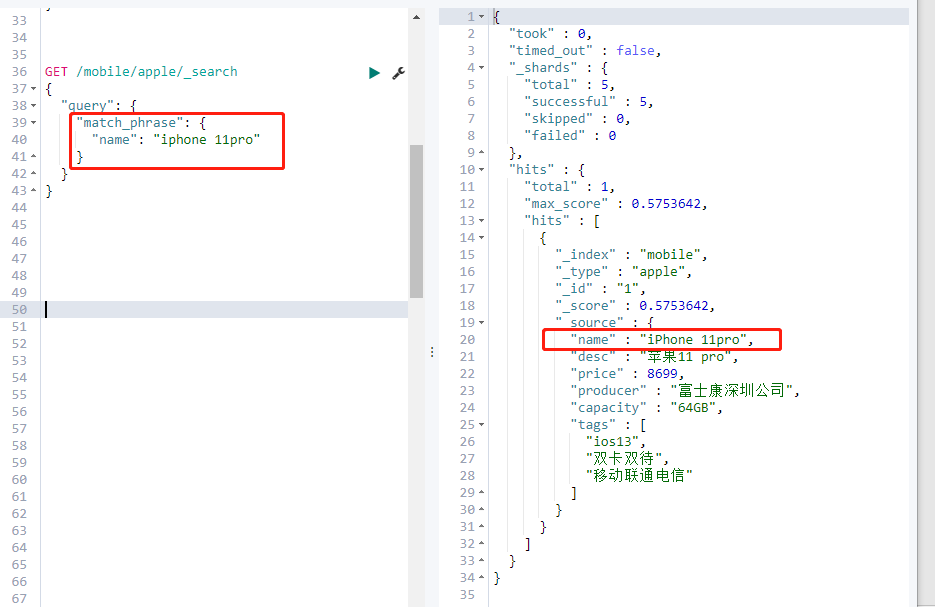 33
34
35
36 GET /mobile/apple/_search
37 {
38 "query": {
39 "match_phrase": {
40 "name": "iphone 11pro"
41 }
42 }
43 }
44
45
46
47
48
49
50
51
52
53
54
55
56
57
58
59
60
61
62
63
64
65
66
67
1 {
2 "took" : 0,
3 "timed_out" : false,
4 "_shards" : {
5 "total" : 5,
6 "successful" : 5,
7 "skipped" : 0,
8 "failed" : 0
9 },
10 "hits" : {
11 "total" : 1,
12 "max_score" : 0.5753642,
13 "hits" : [
14 {
15 "_index" : "mobile",
16 "_type" : "apple",
17 "_id" : "1",
18 "_score" : 0.5753642,
19 "_source" : {
20 "name" : "iPhone 11pro",
21 "desc" : "苹果11 pro",
22 "price" : 8699,
23 "producer" : "富士康深圳公司",
24 "capacity" : "64GB",
25 "tags" : [
26 "ios13",
27 "双卡双待",
28 "移动联通电信"
29 ]
30 }
31 }
32 ]
33 }
34 }
35